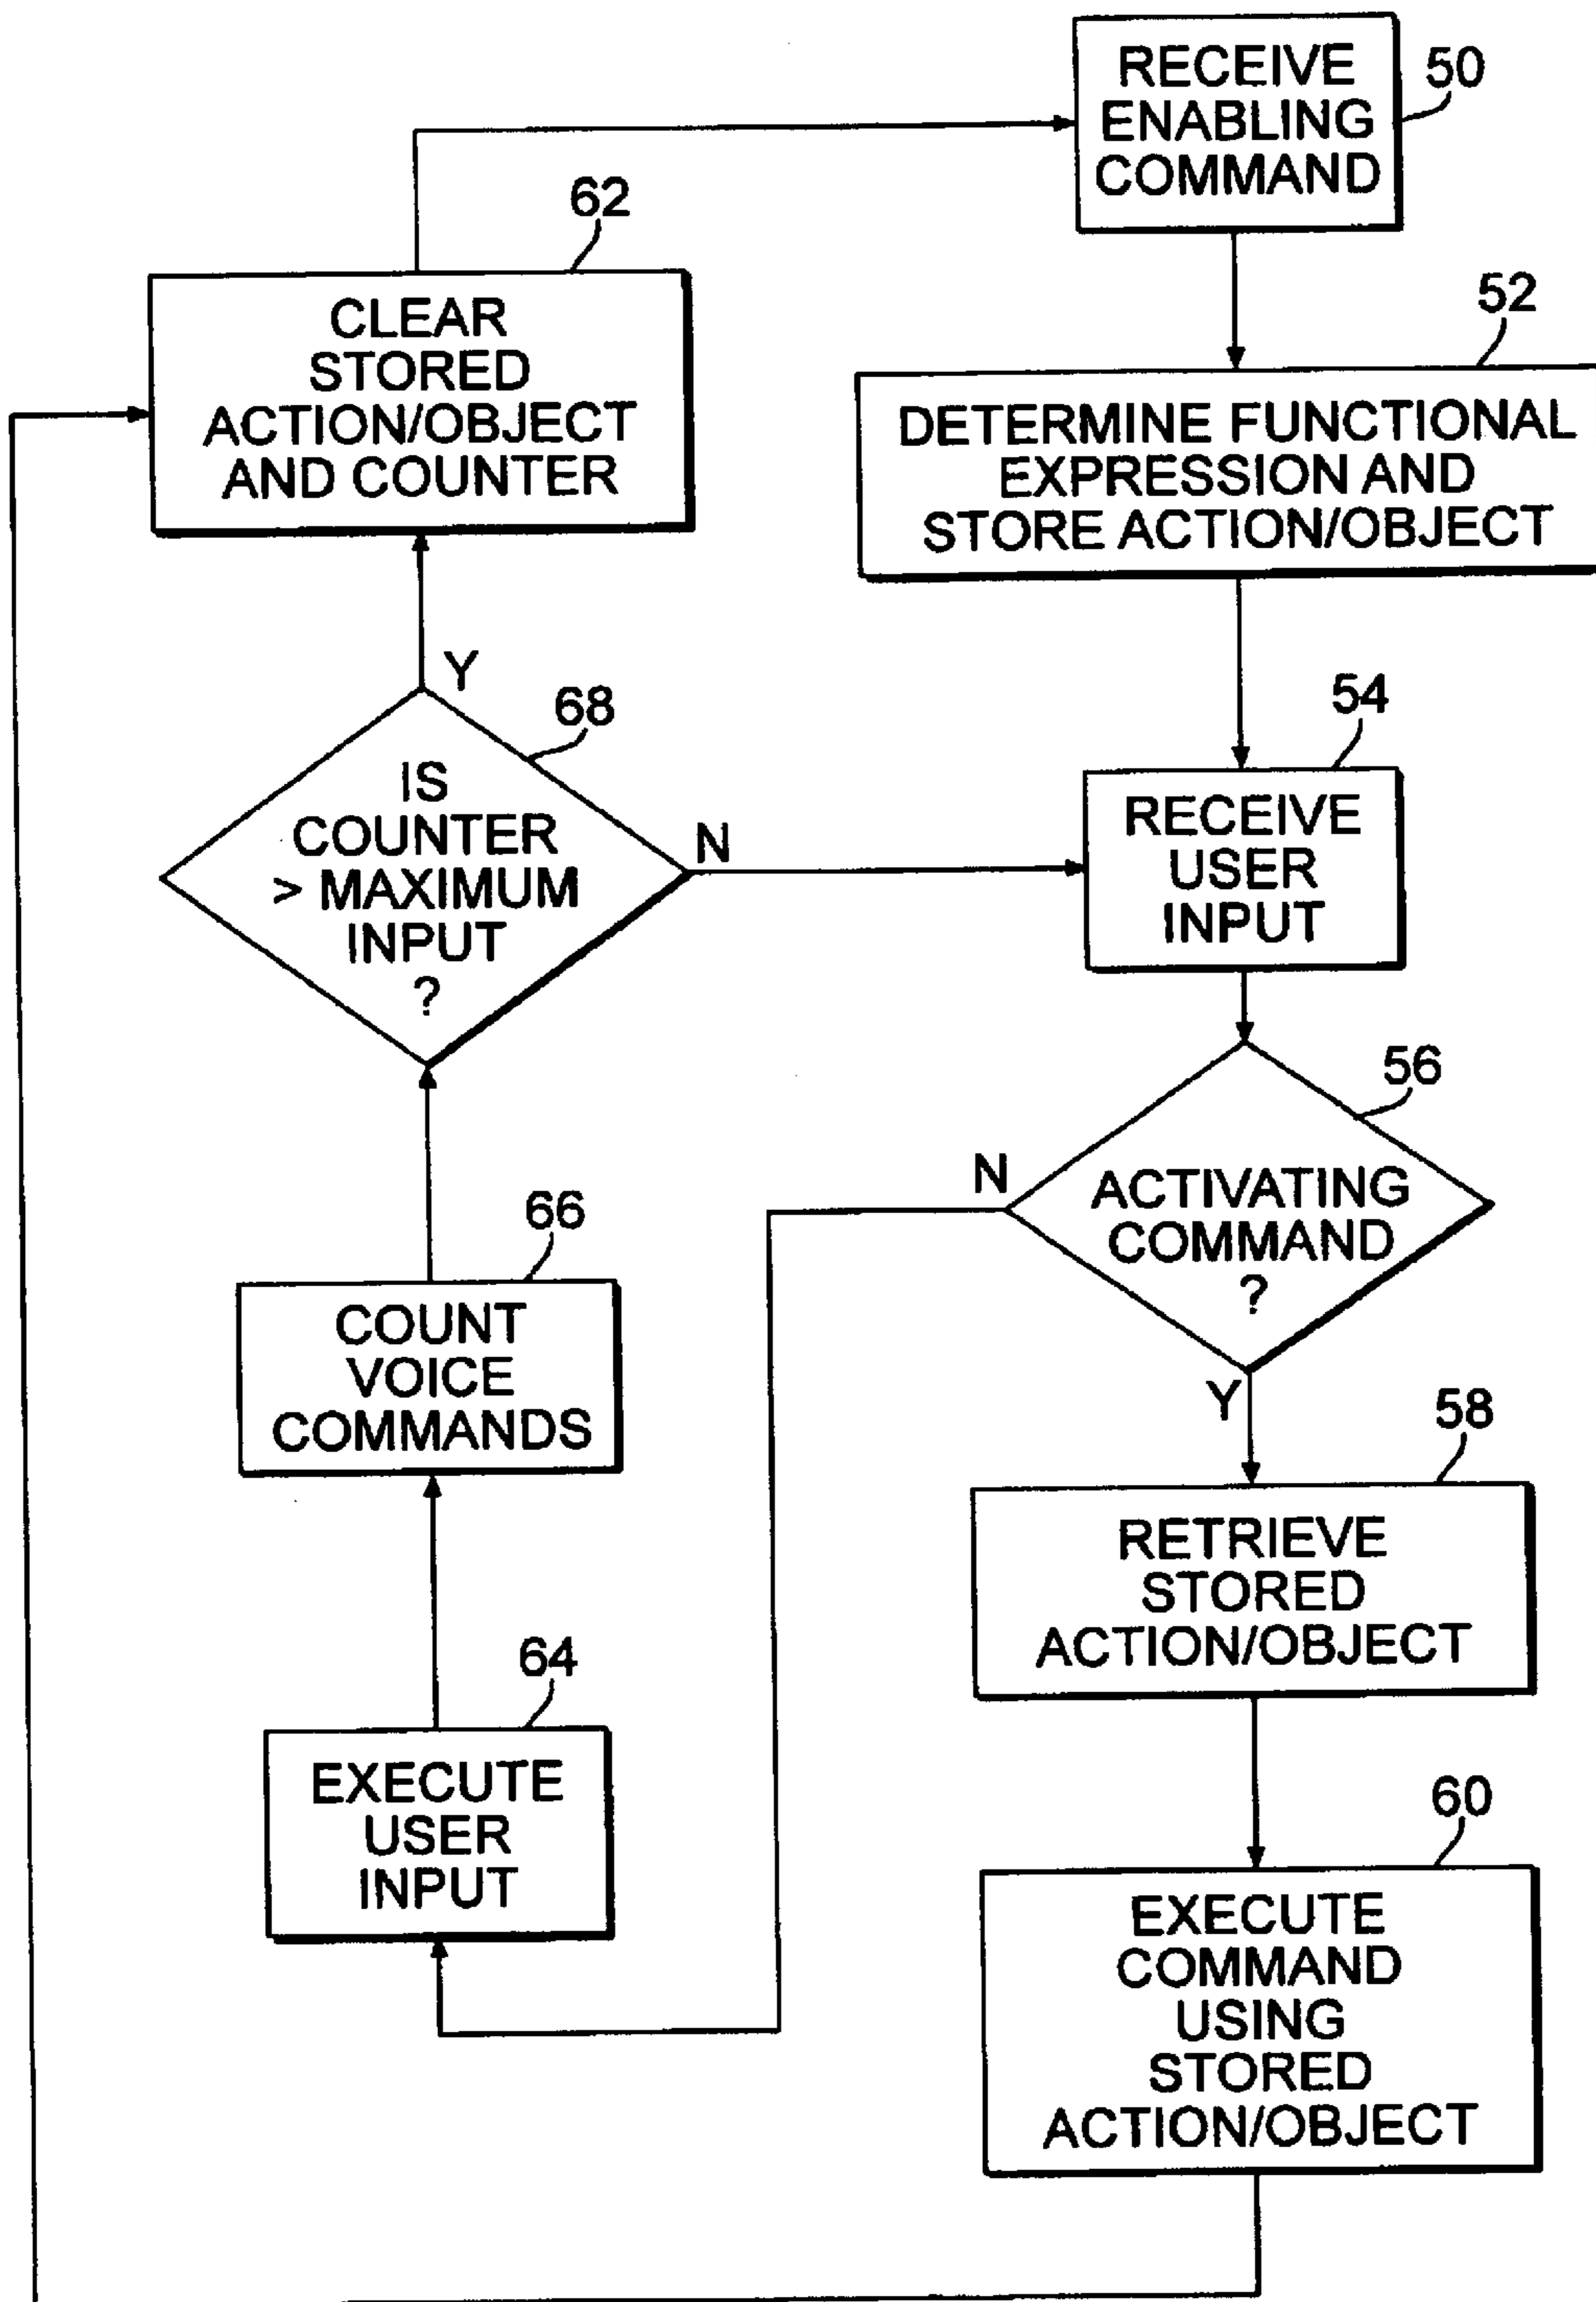 RECEIVE
ENABLING
COMMAND
50
52
DETERMINE FUNCTIONAL
EXPRESSION AND
STORE ACTION/OBJECT
54
RECEIVE
USER
INPUT
56
ACTIVATING
COMMAND
?
N
Y
58
RETRIEVE
STORED
ACTION/OBJECT
60
EXECUTE
COMMAND
USING
STORED
ACTION/OBJECT
62
CLEAR
STORED
ACTION/OBJECT
AND COUNTER
Y
68
IS
COUNTER
> MAXIMUM
INPUT
?
N
66
COUNT
VOICE
COMMANDS
64
EXECUTE
USER
INPUT